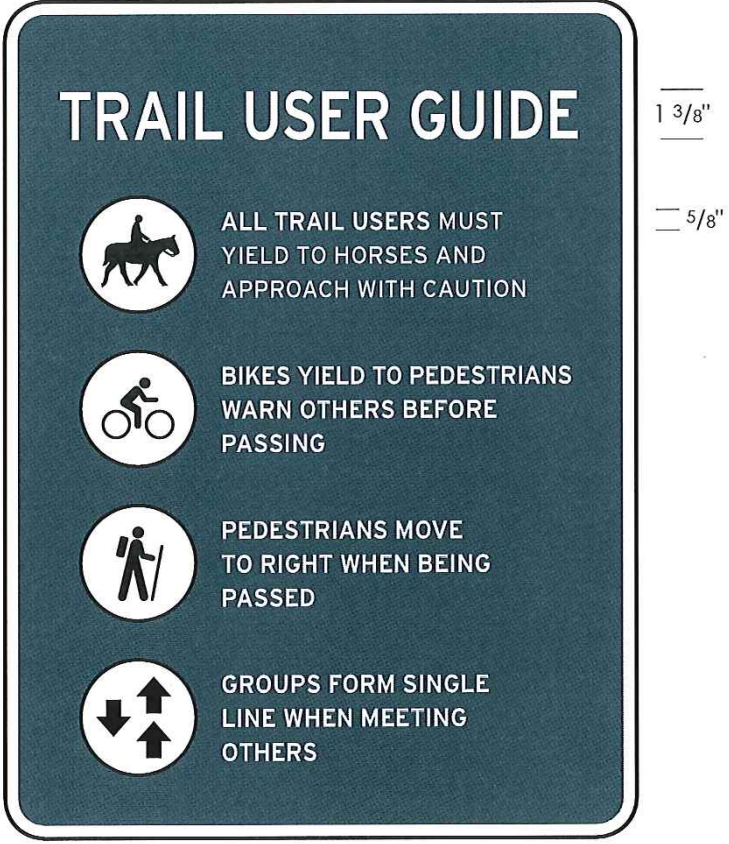 TRAIL USER GUIDE
1 3/8"
ALL TRAIL USERS MUST
YIELD TO HORSES AND
APPROACH WITH CAUTION
5/8"
BIKES YIELD TO PEDESTRIANS
WARN OTHERS BEFORE
PASSING
PEDESTRIANS MOVE
TO RIGHT WHEN BEING
PASSED
GROUPS FORM SINGLE
LINE WHEN MEETING
OTHERS